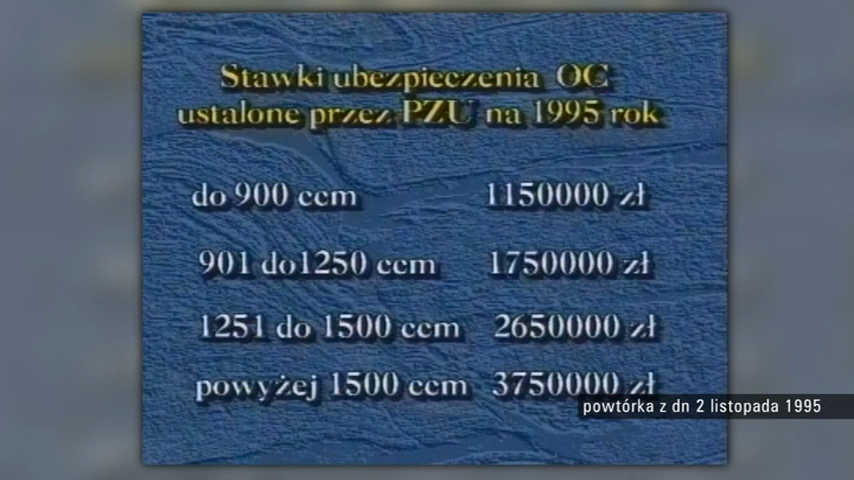 Stawki ubezpieczenia OC
ustalone przez PZU na 1995 rok
do 900 ccm 1150000 zł
901 do1250 ccm 1750000 zł
1251 do 1500 ccm 2650000 zł
powyżej 1500 ccm 3750000 zł
powtórka z dn 2 listopada 1995